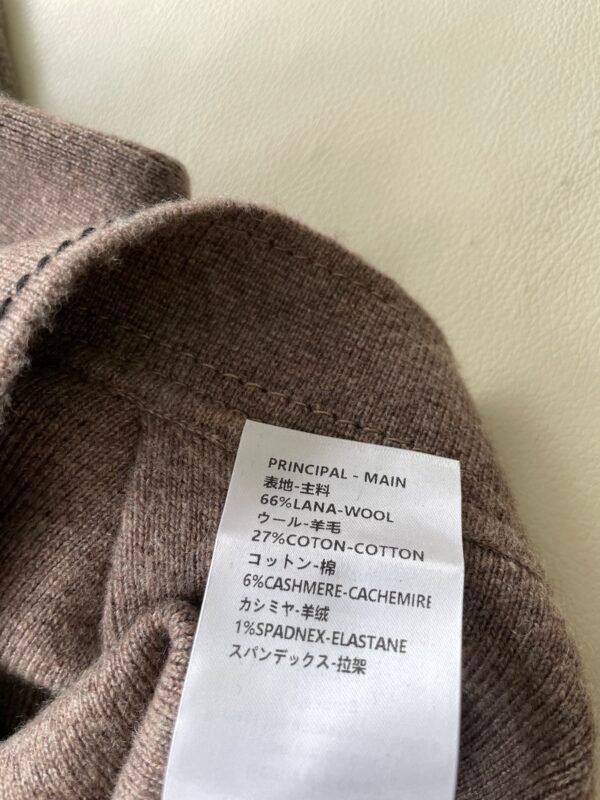 PRINCIPAL - MAIN
表地-主料
66%LANA-WOOL
ウール-羊毛
27%COTON-COTTON
コットン-棉
6%CASHMERE-CACHEMIRE
カシミヤ-羊绒
1%SPADNEX-ELASTANE
スパンデックス-拉架